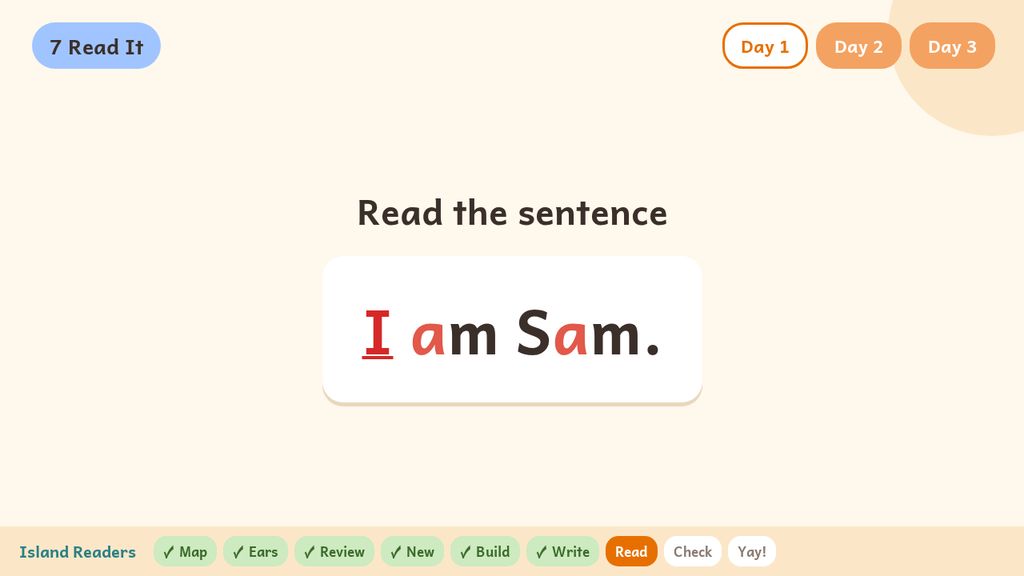 7 Read It
Day 1 Day 2 Day 3
Read the sentence
I am Sam.
Island Readers ✓ Map ✓ Ears ✓ Review ✓ New ✓ Build ✓ Write Read Check Yay!